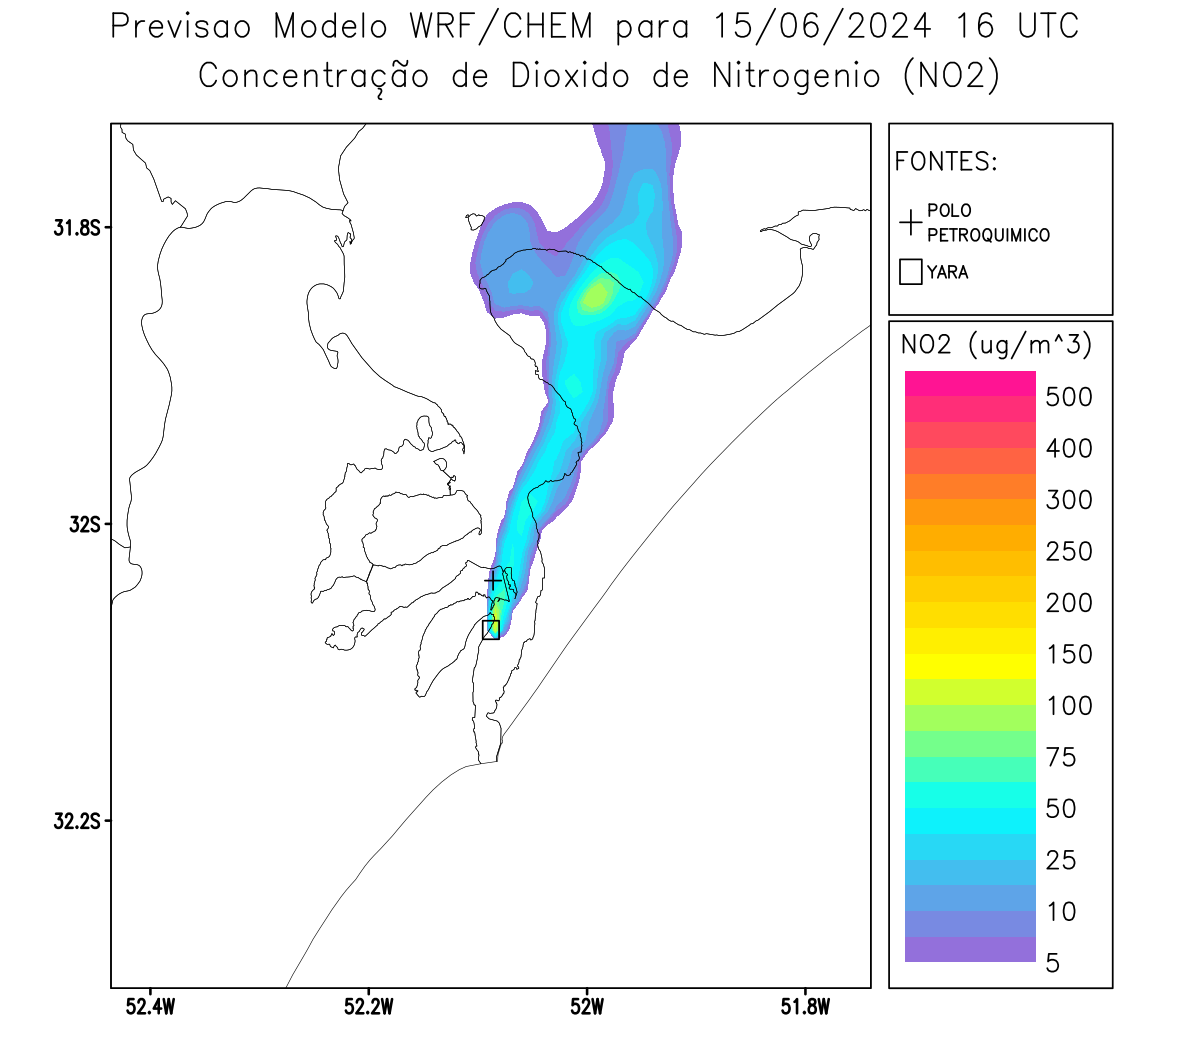 Previsao Modelo WRF/CHEM para 15/06/2024 16 UTC
Concentração de Dioxido de Nitrogenio (NO2)
FONTES:
POLO
PETROQUIMICO
YARA
NO2 (ug/m^3)
500
400
300
250
200
150
100
75
50
25
10
5
31.8S
32S
32.2S
52.4W
52.2W
52W
51.8W